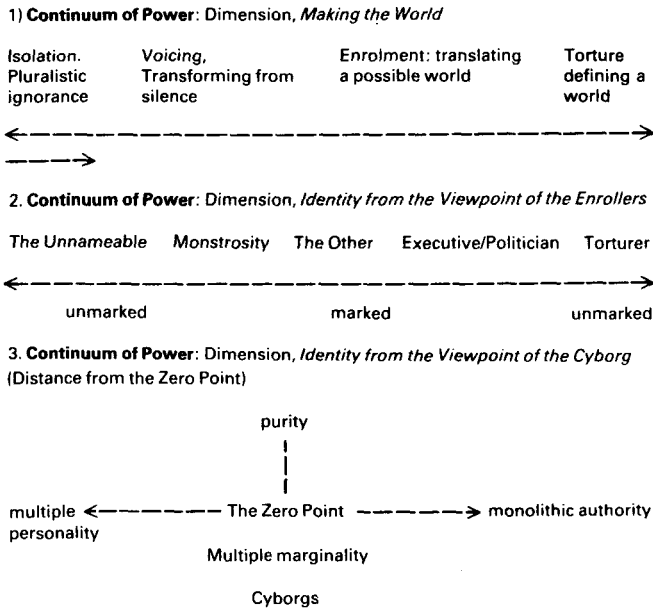 1) Continuum of Power: Dimension, Making the World
Isolation. Voicing, Enrolment: translating Torture
Pluralistic Transforming from a possible world defining a
ignorance silence world
2. Continuum of Power: Dimension, Identity from the Viewpoint of the Enrollers
The Unnameable Monstrosity The Other Executive/Politician Torturer
unmarked marked unmarked
3. Continuum of Power: Dimension, Identity from the Viewpoint of the Cyborg
(Distance from the Zero Point)
purity
multiple The Zero Point monolithic authority
personality
Multiple marginality
Cyborgs